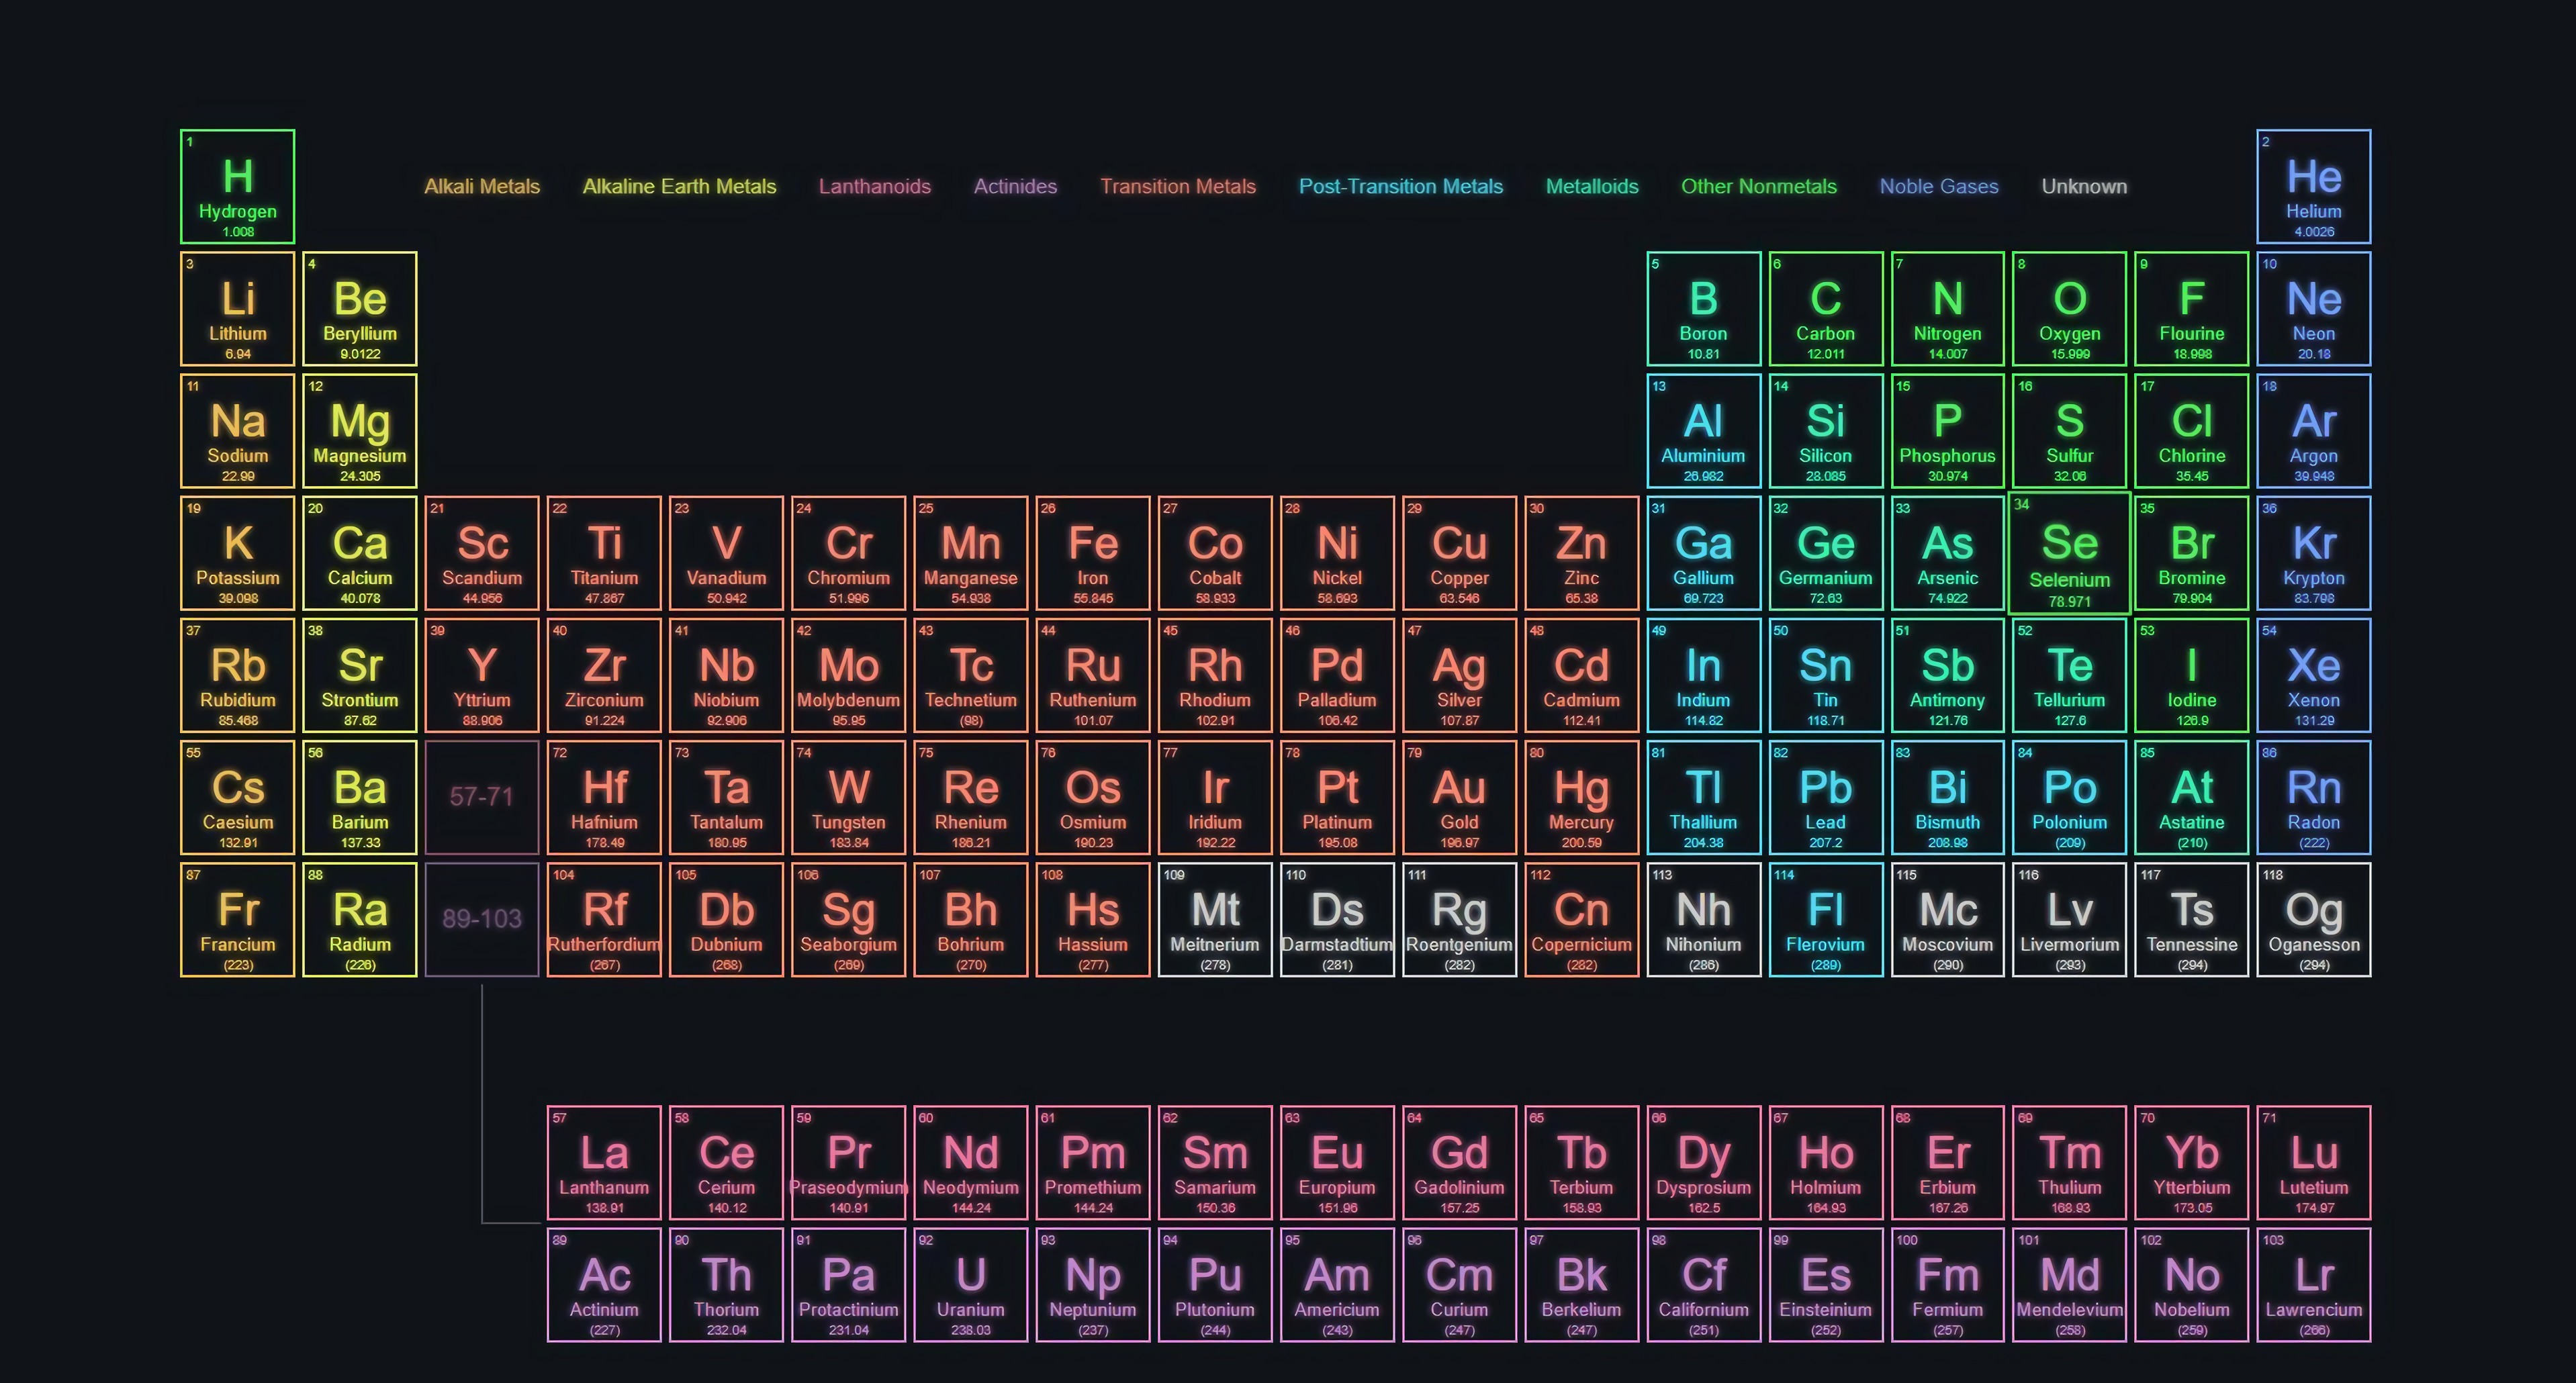 1
H
Hydrogen
1.008
Alkali Metals Alkaline Earth Metals Lanthanoids Actinides Transition Metals Post-Transition Metals Metalloids Other Nonmetals Noble Gases Unknown
2
He
Helium
4.0026
3 4 5 6 7 8 9 10
Li Be B C N O F Ne
Lithium Beryllium Boron Carbon Nitrogen Oxygen Flourine Neon
6.94 9.0122 10.81 12.011 14.007 15.999 18.998 20.18
11 12 13 14 15 16 17 18
Na Mg Al Si P S Cl Ar
Sodium Magnesium Aluminium Silicon Phosphorus Sulfur Chlorine Argon
22.99 24.305 26.982 28.085 30.974 32.06 35.45 39.948
19 20 21 22 23 24 25 26 27 28 29 30 31 32 33 34 35 36
K Ca Sc Ti V Cr Mn Fe Co Ni Cu Zn Ga Ge As Se Br Kr
Potassium Calcium Scandium Titanium Vanadium Chromium Manganese Iron Cobalt Nickel Copper Zinc Gallium Germanium Arsenic Selenium Bromine Krypton
39.098 40.078 44.956 47.867 50.942 51.996 54.938 55.845 58.933 58.693 63.546 65.38 69.723 72.63 74.922 78.971 79.904 83.798
37 38 39 40 41 42 43 44 45 46 47 48 49 50 51 52 53 54
Rb Sr Y Zr Nb Mo Tc Ru Rh Pd Ag Cd In Sn Sb Te I Xe
Rubidium Strontium Yttrium Zirconium Niobium Molybdenum Technetium Ruthenium Rhodium Palladium Silver Cadmium Indium Tin Antimony Tellurium Iodine Xenon
85.468 87.62 88.906 91.224 92.906 95.95 (98) 101.07 102.91 106.42 107.87 112.41 114.82 118.71 121.76 127.6 126.9 131.29
55 56 72 73 74 75 76 77 78 79 80 81 82 83 84 85 86
Cs Ba 57-71 Hf Ta W Re Os Ir Pt Au Hg Tl Pb Bi Po At Rn
Caesium Barium Hafnium Tantalum Tungsten Rhenium Osmium Iridium Platinum Gold Mercury Thallium Lead Bismuth Polonium Astatine Radon
132.91 137.33 178.49 180.95 183.84 186.21 190.23 192.22 195.08 196.97 200.59 204.38 207.2 208.98 (209) (210) (222)
87 88 104 105 106 107 108 109 110 111 112 113 114 115 116 117 118
Fr Ra 89-103 Rf Db Sg Bh Hs Mt Ds Rg Cn Nh Fl Mc Lv Ts Og
Francium Radium Rutherfordium Dubnium Seaborgium Bohrium Hassium Meitnerium Darmstadtium Roentgenium Copernicium Nihonium Flerovium Moscovium Livermorium Tennessine Oganesson
(223) (226) (267) (268) (269) (270) (277) (278) (281) (282) (282) (286) (289) (290) (293) (294) (294)
57 58 59 60 61 62 63 64 65 66 67 68 69 70 71
La Ce Pr Nd Pm Sm Eu Gd Tb Dy Ho Er Tm Yb Lu
Lanthanum Cerium Praseodymium Neodymium Promethium Samarium Europium Gadolinium Terbium Dysprosium Holmium Erbium Thulium Ytterbium Lutetium
138.91 140.12 140.91 144.24 144.24 150.36 151.96 157.25 158.93 162.5 164.93 167.26 168.93 173.05 174.97
89 90 91 92 93 94 95 96 97 98 99 100 101 102 103
Ac Th Pa U Np Pu Am Cm Bk Cf Es Fm Md No Lr
Actinium Thorium Protactinium Uranium Neptunium Plutonium Americium Curium Berkelium Californium Einsteinium Fermium Mendelevium Nobelium Lawrencium
(227) 232.04 231.04 238.03 (237) (244) (243) (247) (247) (251) (252) (257) (258) (259) (266)